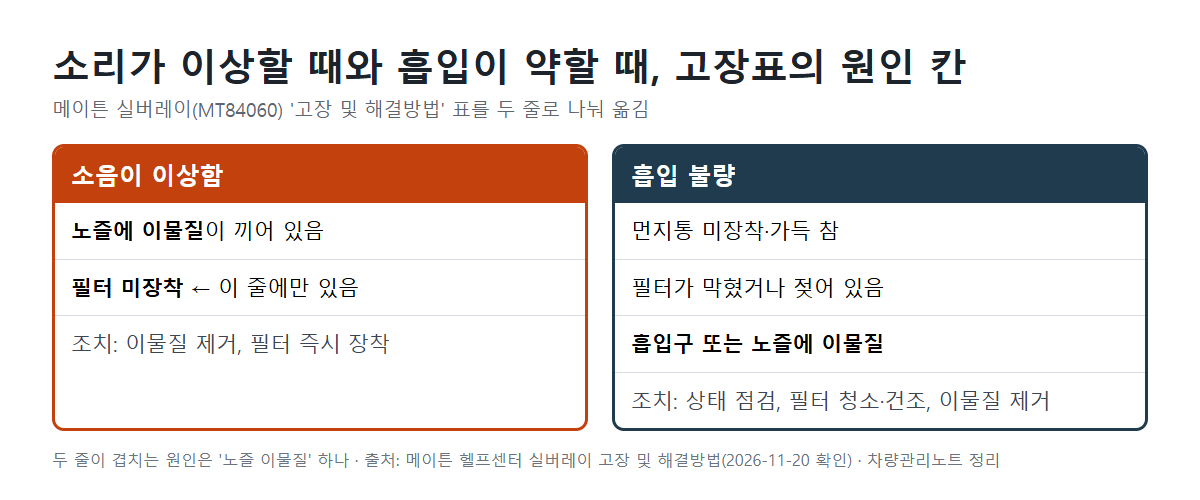 소리가 이상할 때와 흡입이 약할 때, 고장표의 원인 칸
메이튼 실버레이(MT84060) '고장 및 해결방법' 표를 두 줄로 나눠 옮김
소음이 이상함
노즐에 이물질이 끼어 있음
필터 미장착 ← 이 줄에만 있음
조치: 이물질 제거, 필터 즉시 장착
흡입 불량
먼지통 미장착·가득 참
필터가 막혔거나 젖어 있음
흡입구 또는 노즐에 이물질
조치: 상태 점검, 필터 청소·건조, 이물질 제거
두 줄이 겹치는 원인은 '노즐 이물질' 하나 · 출처: 메이튼 헬프센터 실버레이 고장 및 해결방법(2026-11-20 확인) · 차량관리노트 정리